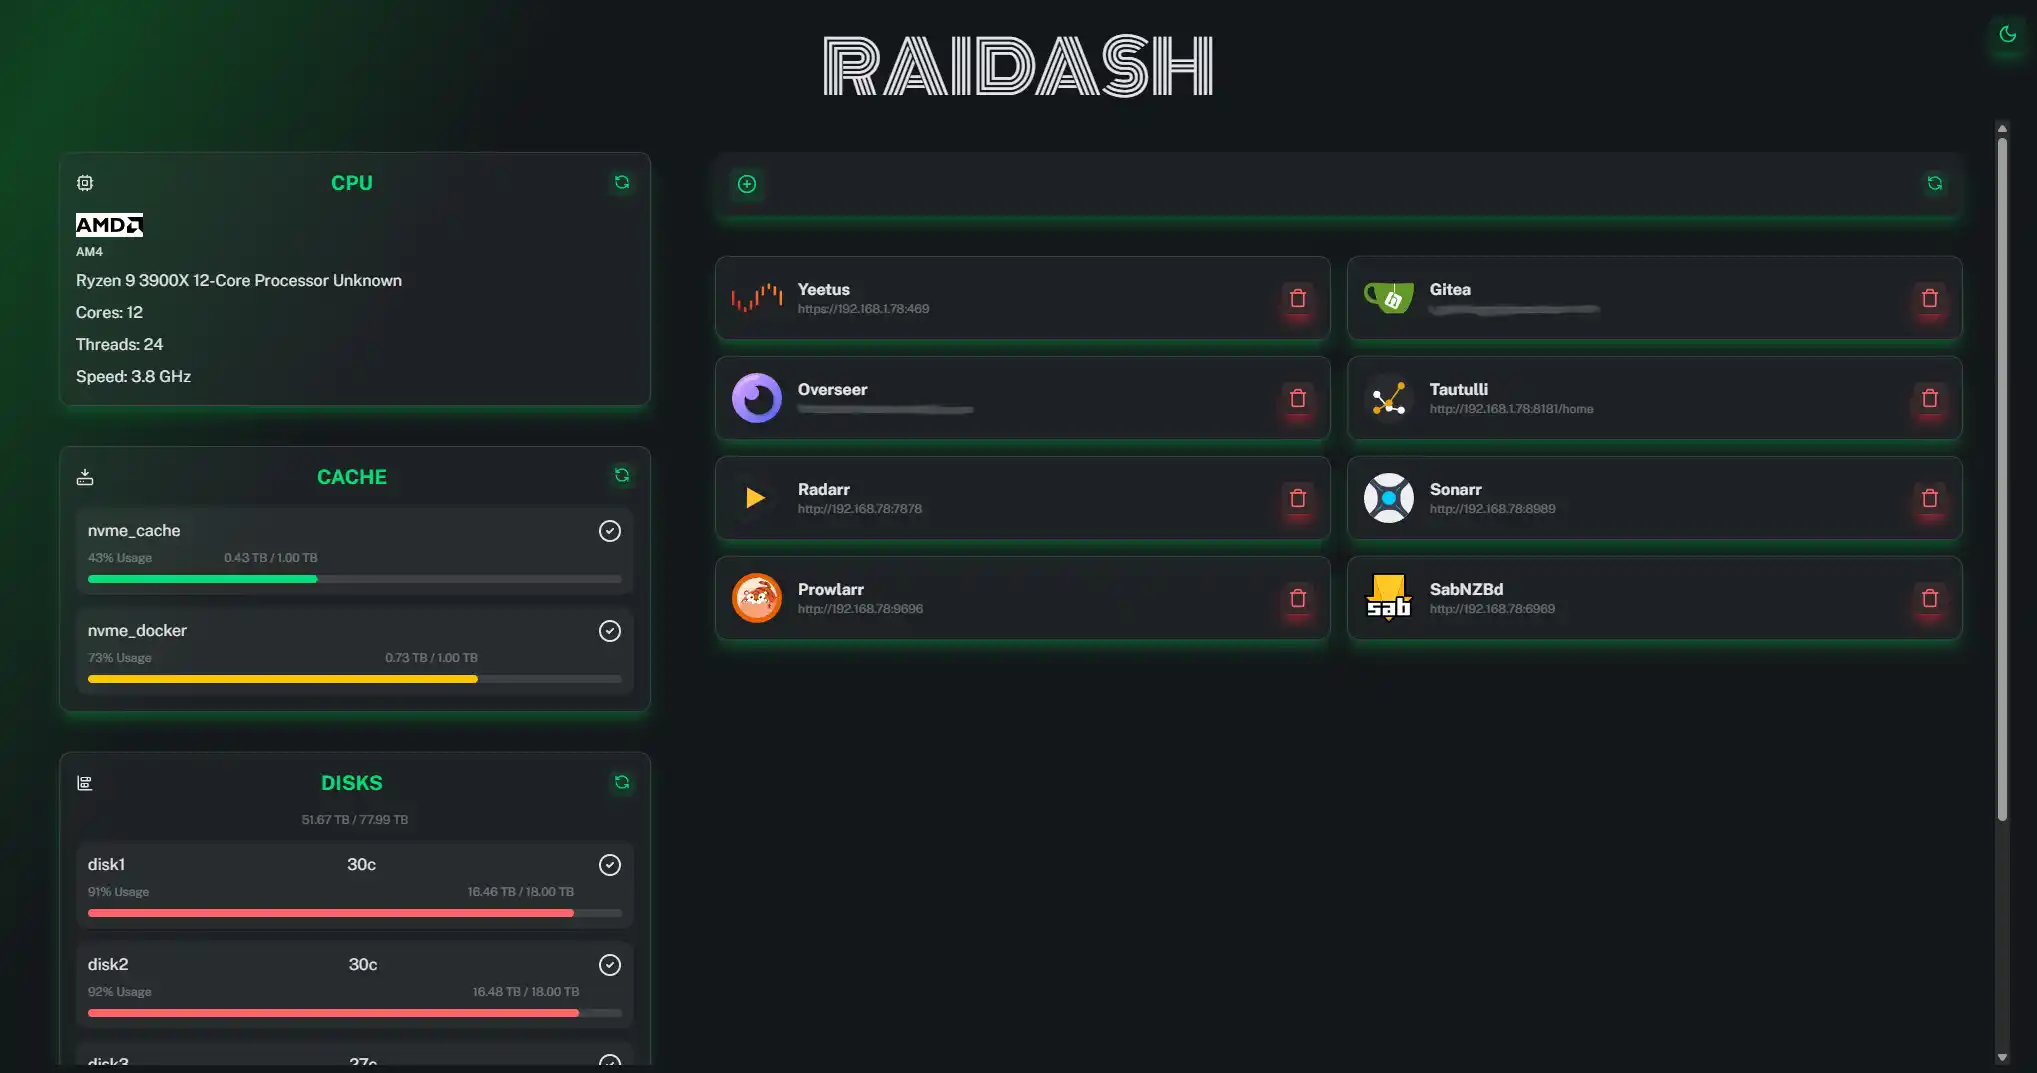 RAIDASH
CPU
AMD
AM4
Ryzen 9 3900X 12-Core Processor Unknown
Cores: 12
Threads: 24
Speed: 3.8 GHz
CACHE
nvme_cache
43% Usage 0.43 TB / 1.00 TB
nvme_docker
73% Usage 0.73 TB / 1.00 TB
DISKS
51.67 TB / 77.99 TB
disk1 30c
91% Usage 16.46 TB / 18.00 TB
disk2 30c
92% Usage 16.48 TB / 18.00 TB
disk3 27c
Yeetus
https://192.168.1.78:469
Gitea
Overseer
Tautulli
http://192.168.1.78:8181/home
Radarr
http://192.168.78:7878
Sonarr
http://192.168.78:8989
Prowlarr
http://192.168.78:9696
sab
SabNZBd
http://192.168.78:6969